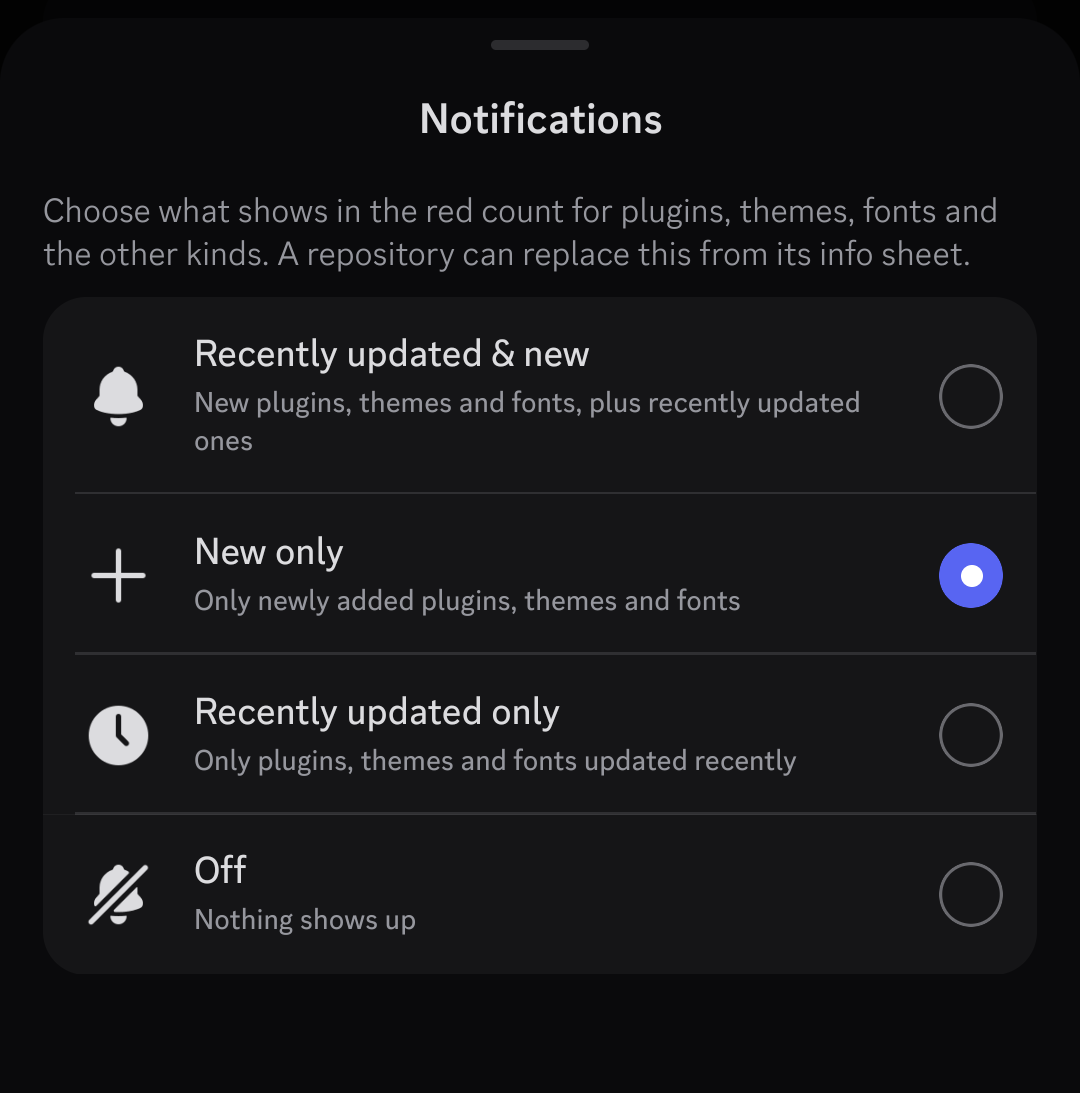 Notifications
Choose what shows in the red count for plugins, themes, fonts and
the other kinds. A repository can replace this from its info sheet.
Recently updated & new
New plugins, themes and fonts, plus recently updated
ones
New only
Only newly added plugins, themes and fonts
Recently updated only
Only plugins, themes and fonts updated recently
Off
Nothing shows up